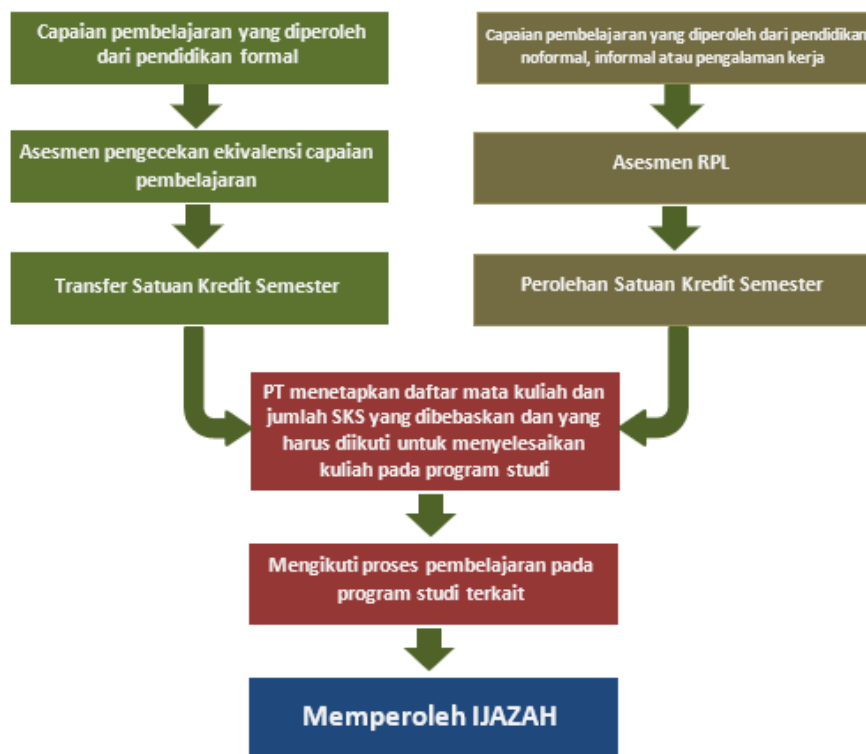 Capaian pembelajaran yang diperoleh
dari pendidikan formal
Capaian pembelajaran yang diperoleh dari pendidikan
noformal, informal atau pengalaman kerja
Asesmen pengecekan ekivalensi capaian
pembelajaran
Asesmen RPL
Transfer Satuan Kredit Semester
Perolehan Satuan Kredit Semester
PT menetapkan daftar mata kuliah dan
jumlah SKS yang dibebaskan dan yang
harus diikuti untuk menyelesaikan
kuliah pada program studi
Mengikuti proses pembelajaran pada
program studi terkait
Memperoleh IJAZAH